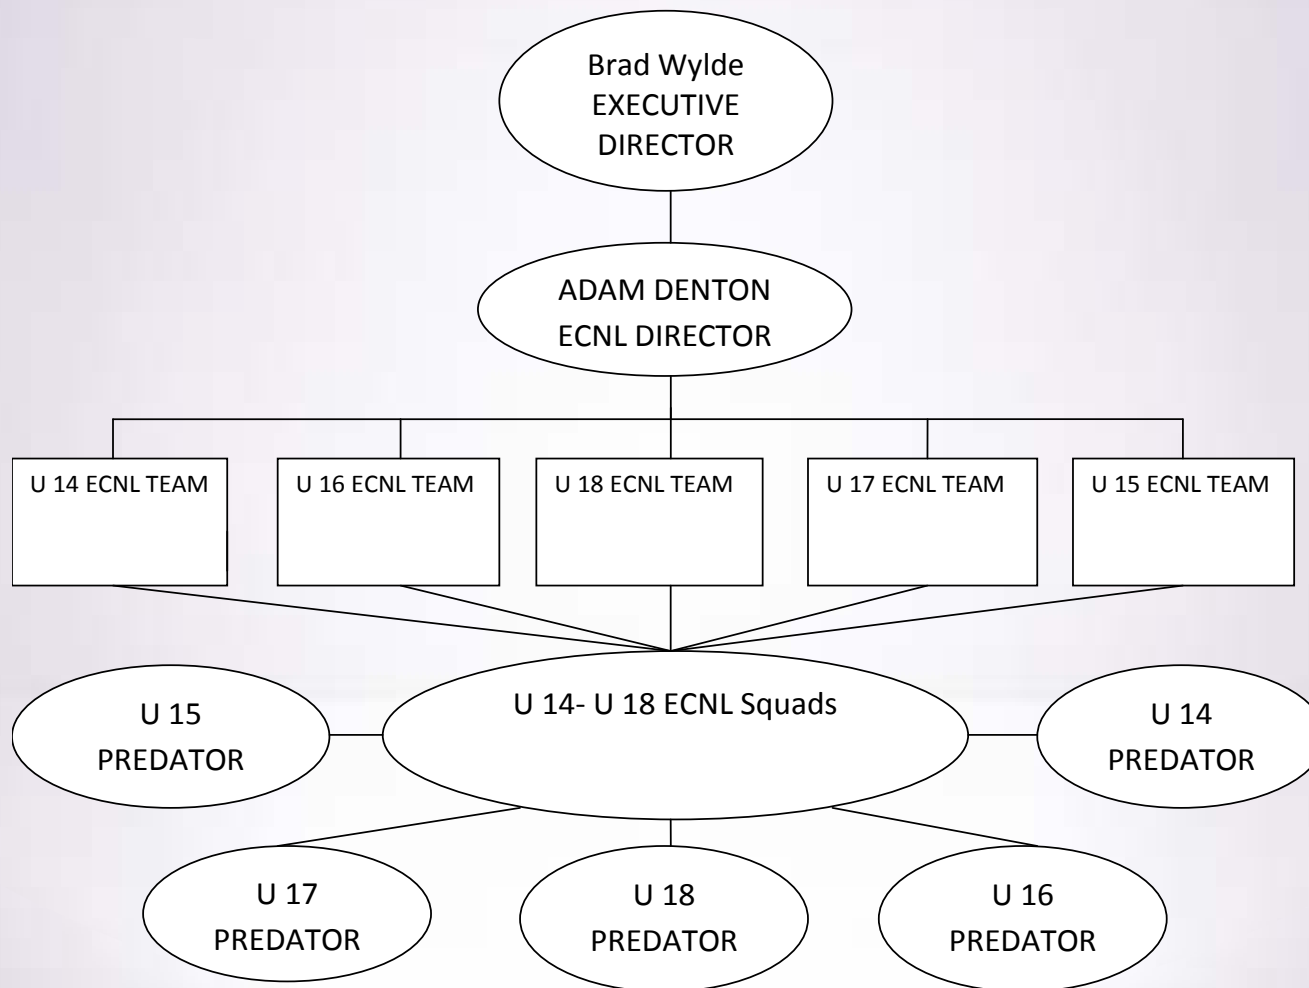 Brad Wylde
EXECUTIVE
DIRECTOR
ADAM DENTON
ECNL DIRECTOR
U 14 ECNL TEAM
U 16 ECNL TEAM
U 18 ECNL TEAM
U 17 ECNL TEAM
U 15 ECNL TEAM
U 14- U 18 ECNL Squads
U 15
PREDATOR
U 14
PREDATOR
U 17
PREDATOR
U 18
PREDATOR
U 16
PREDATOR